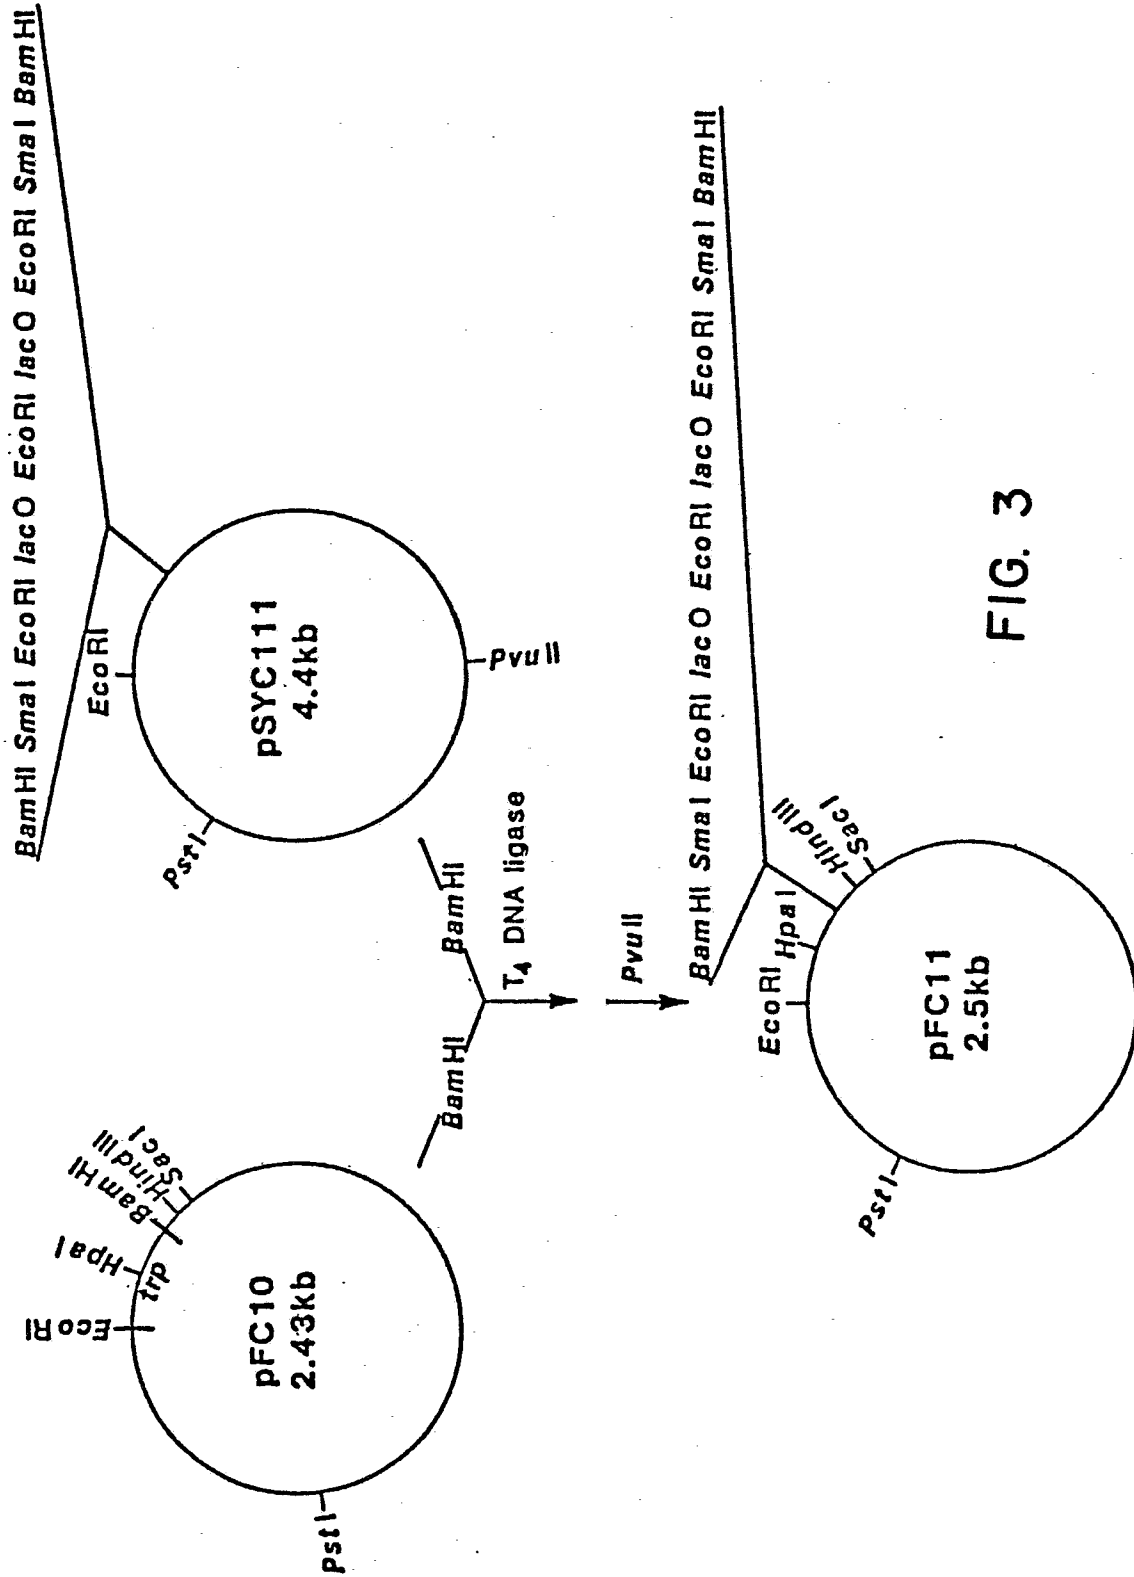 EcoRI
HpaI
trp
BamHI
HindIII
SacI
PstI
pFC10
2.43kb
BamHI SmaI EcoRI lacO EcoRI lacO EcoRI SmaI BamHI
EcoRI
PstI
pSYC111
4.4kb
PvuII
BamHI
BamHI
T4 DNA ligase
PvuII
BamHI SmaI EcoRI lacO EcoRI lacO EcoRI SmaI BamHI
EcoRI
HpaI
HindIII
SacI
PstI
pFC11
2.5kb
FIG. 3